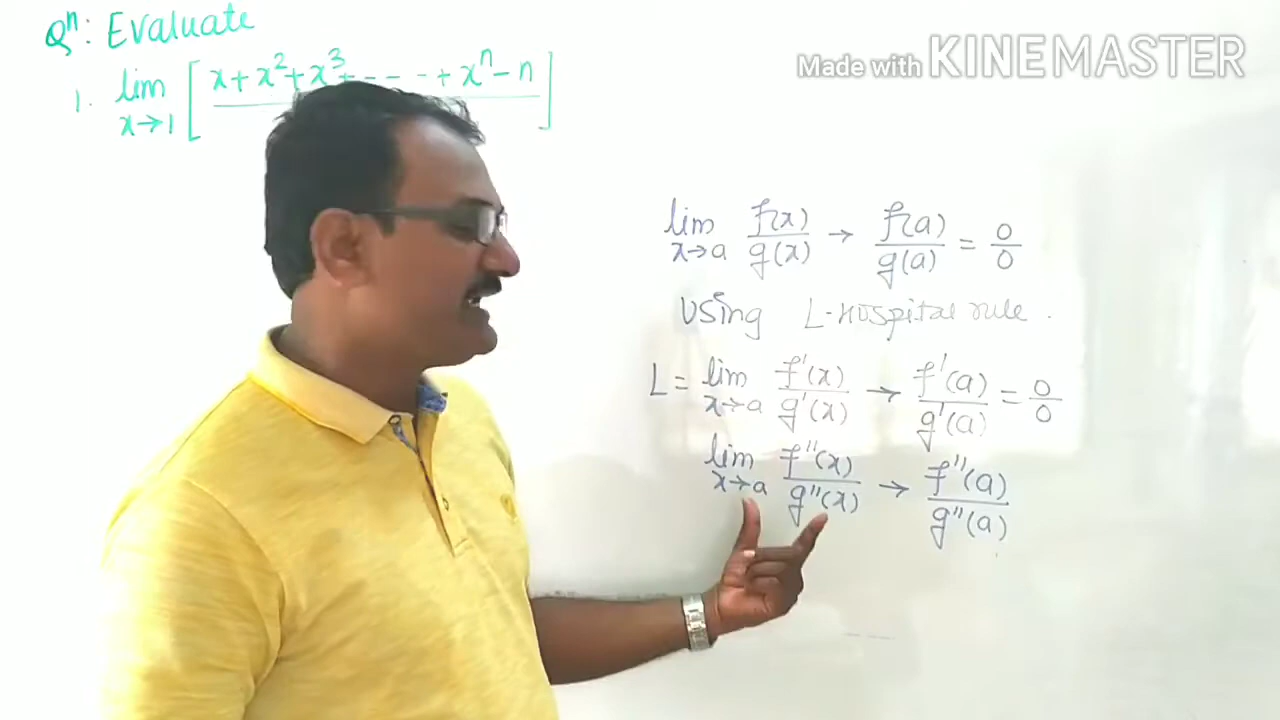 Qⁿ: Evaluate
1. lim x→1 [ x + x² + x³ + - - - + xⁿ - n ]
Made with KINEMASTER
lim x→a f(x)/g(x) → f(a)/g(a) = 0/0
Using L-Hospital rule.
L = lim x→a f'(x)/g'(x) → f'(a)/g'(a) = 0/0
lim x→a f''(x)/g''(x) → f''(a)/g''(a)